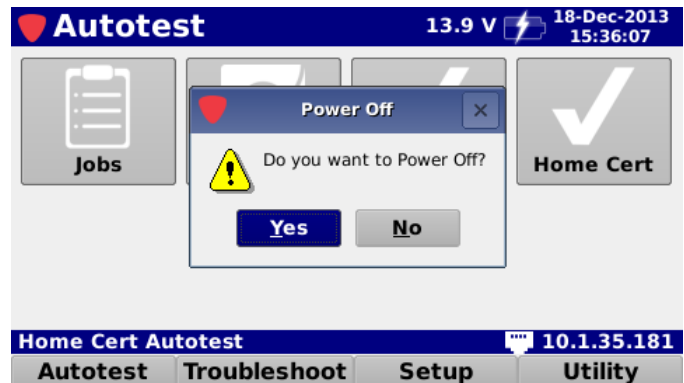 Autotest
13.9 V
18-Dec-2013
15:36:07
Power Off
Do you want to Power Off?
Yes
No
Jobs
Home Cert
Home Cert Autotest
10.1.35.181
Autotest
Troubleshoot
Setup
Utility